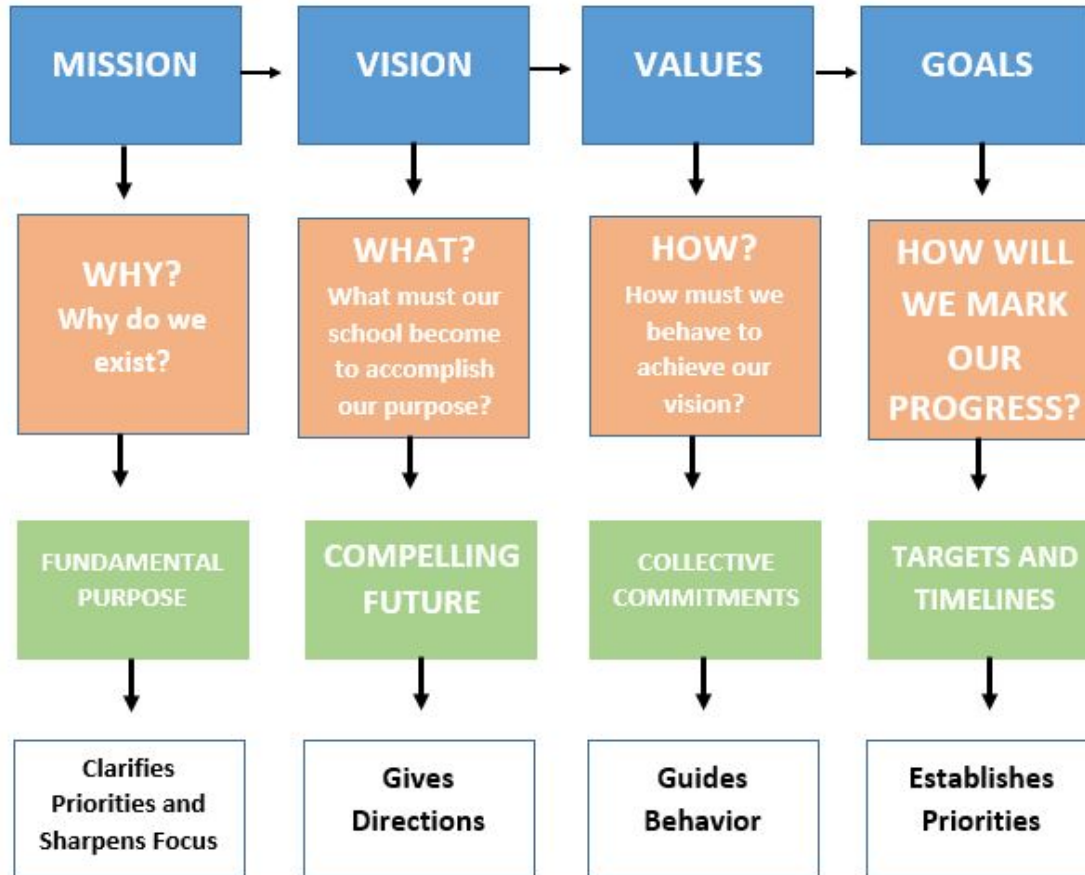 MISSION
VISION
VALUES
GOALS
WHY?
Why do we
exist?
WHAT?
What must our
school become
to accomplish
our purpose?
HOW?
How must we
behave to
achieve our
vision?
HOW WILL
WE MARK
OUR
PROGRESS?
FUNDAMENTAL
PURPOSE
COMPELLING
FUTURE
COLLECTIVE
COMMITMENTS
TARGETS AND
TIMELINES
Clarifies
Priorities and
Sharpens Focus
Gives
Directions
Guides
Behavior
Establishes
Priorities